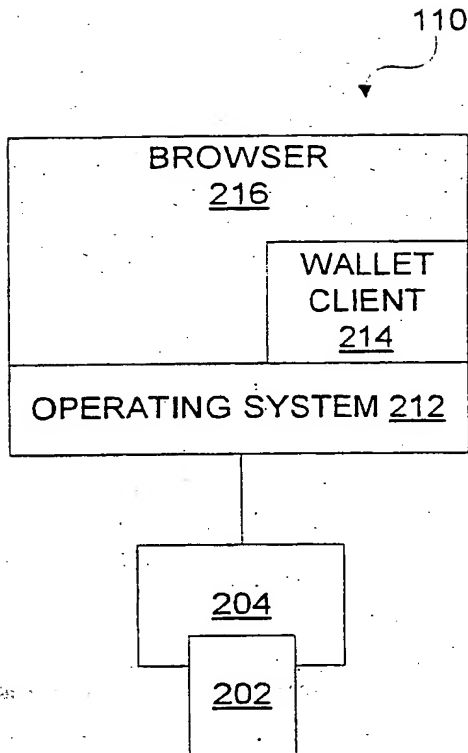 110
BROWSER
216
WALLET
CLIENT
214
OPERATING SYSTEM 212
204
202